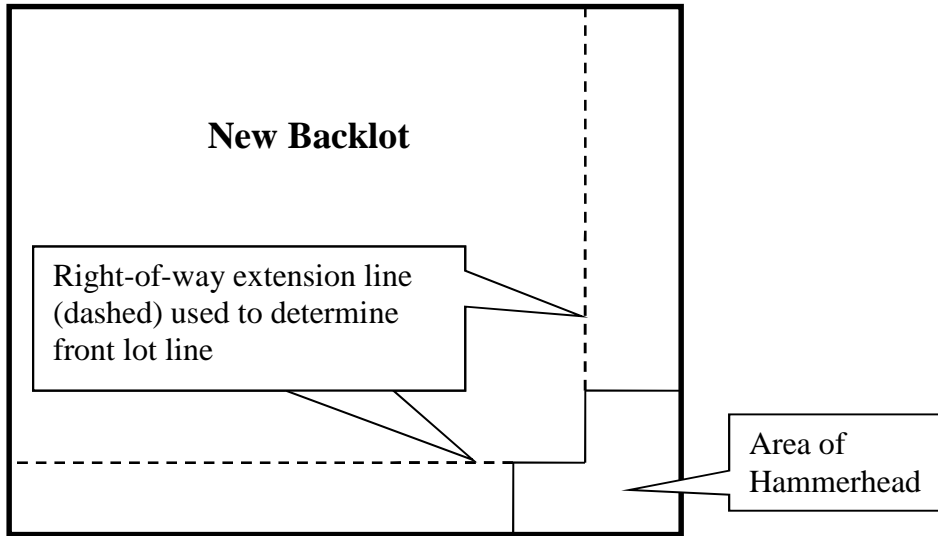 New Backlot
Right-of-way extension line
(dashed) used to determine
front lot line
Area of
Hammerhead